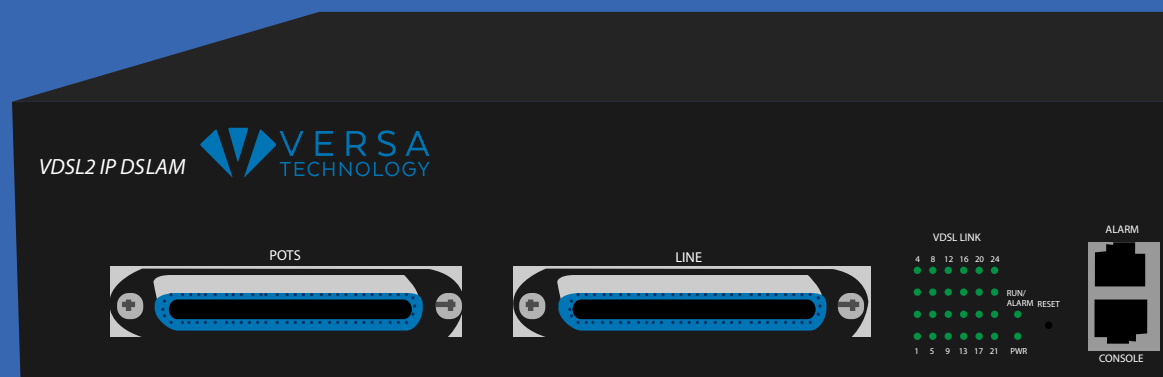 VDSL2 IP DSLAM
VERSA
TECHNOLOGY
POTS
LINE
VDSL LINK
4 8 12 16 20 24
RUN/
ALARM
RESET
1 5 9 13 17 21 PWR
ALARM
CONSOLE